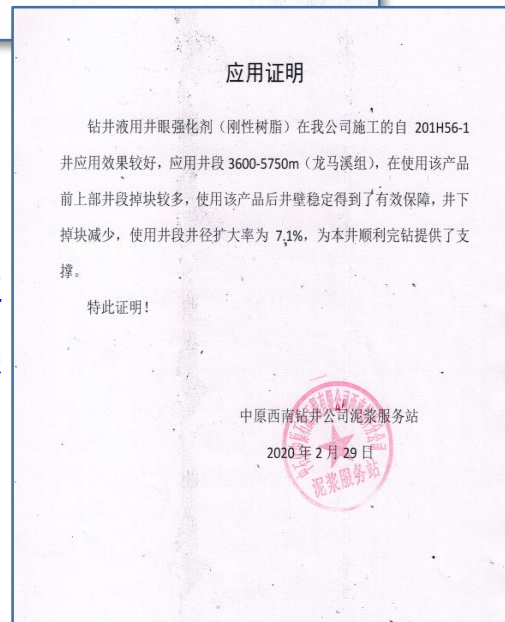 应用证明
钻井液用井眼强化剂（刚性树脂）在我公司施工的自 201H56-1
井应用效果较好，应用井段 3600-5750m（龙马溪组），在使用该产品
前上部井段掉块较多，使用该产品后井壁稳定得到了有效保障，井下
掉块减少，使用井段井径扩大率为 7.1%，为本井顺利完钻提供了支
撑。
特此证明！
中原西南钻井公司泥浆服务站
2020 年 2 月 29 日
泥浆服务站